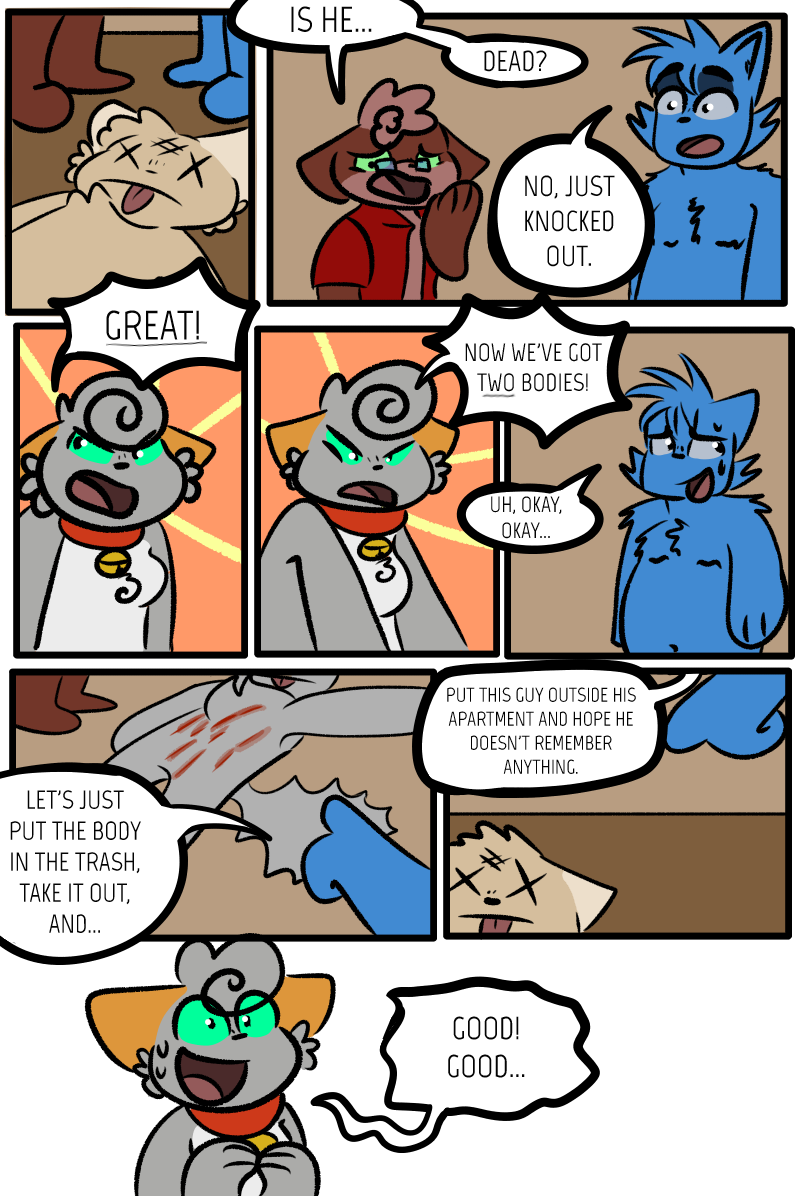 IS HE...
DEAD?
NO, JUST
KNOCKED
OUT.
GREAT!
NOW WE'VE GOT
TWO BODIES!
UH, OKAY,
OKAY...
LET'S JUST
PUT THE BODY
IN THE TRASH,
TAKE IT OUT,
AND...
PUT THIS GUY OUTSIDE HIS
APARTMENT AND HOPE HE
DOESN'T REMEMBER
ANYTHING.
GOOD!
GOOD...